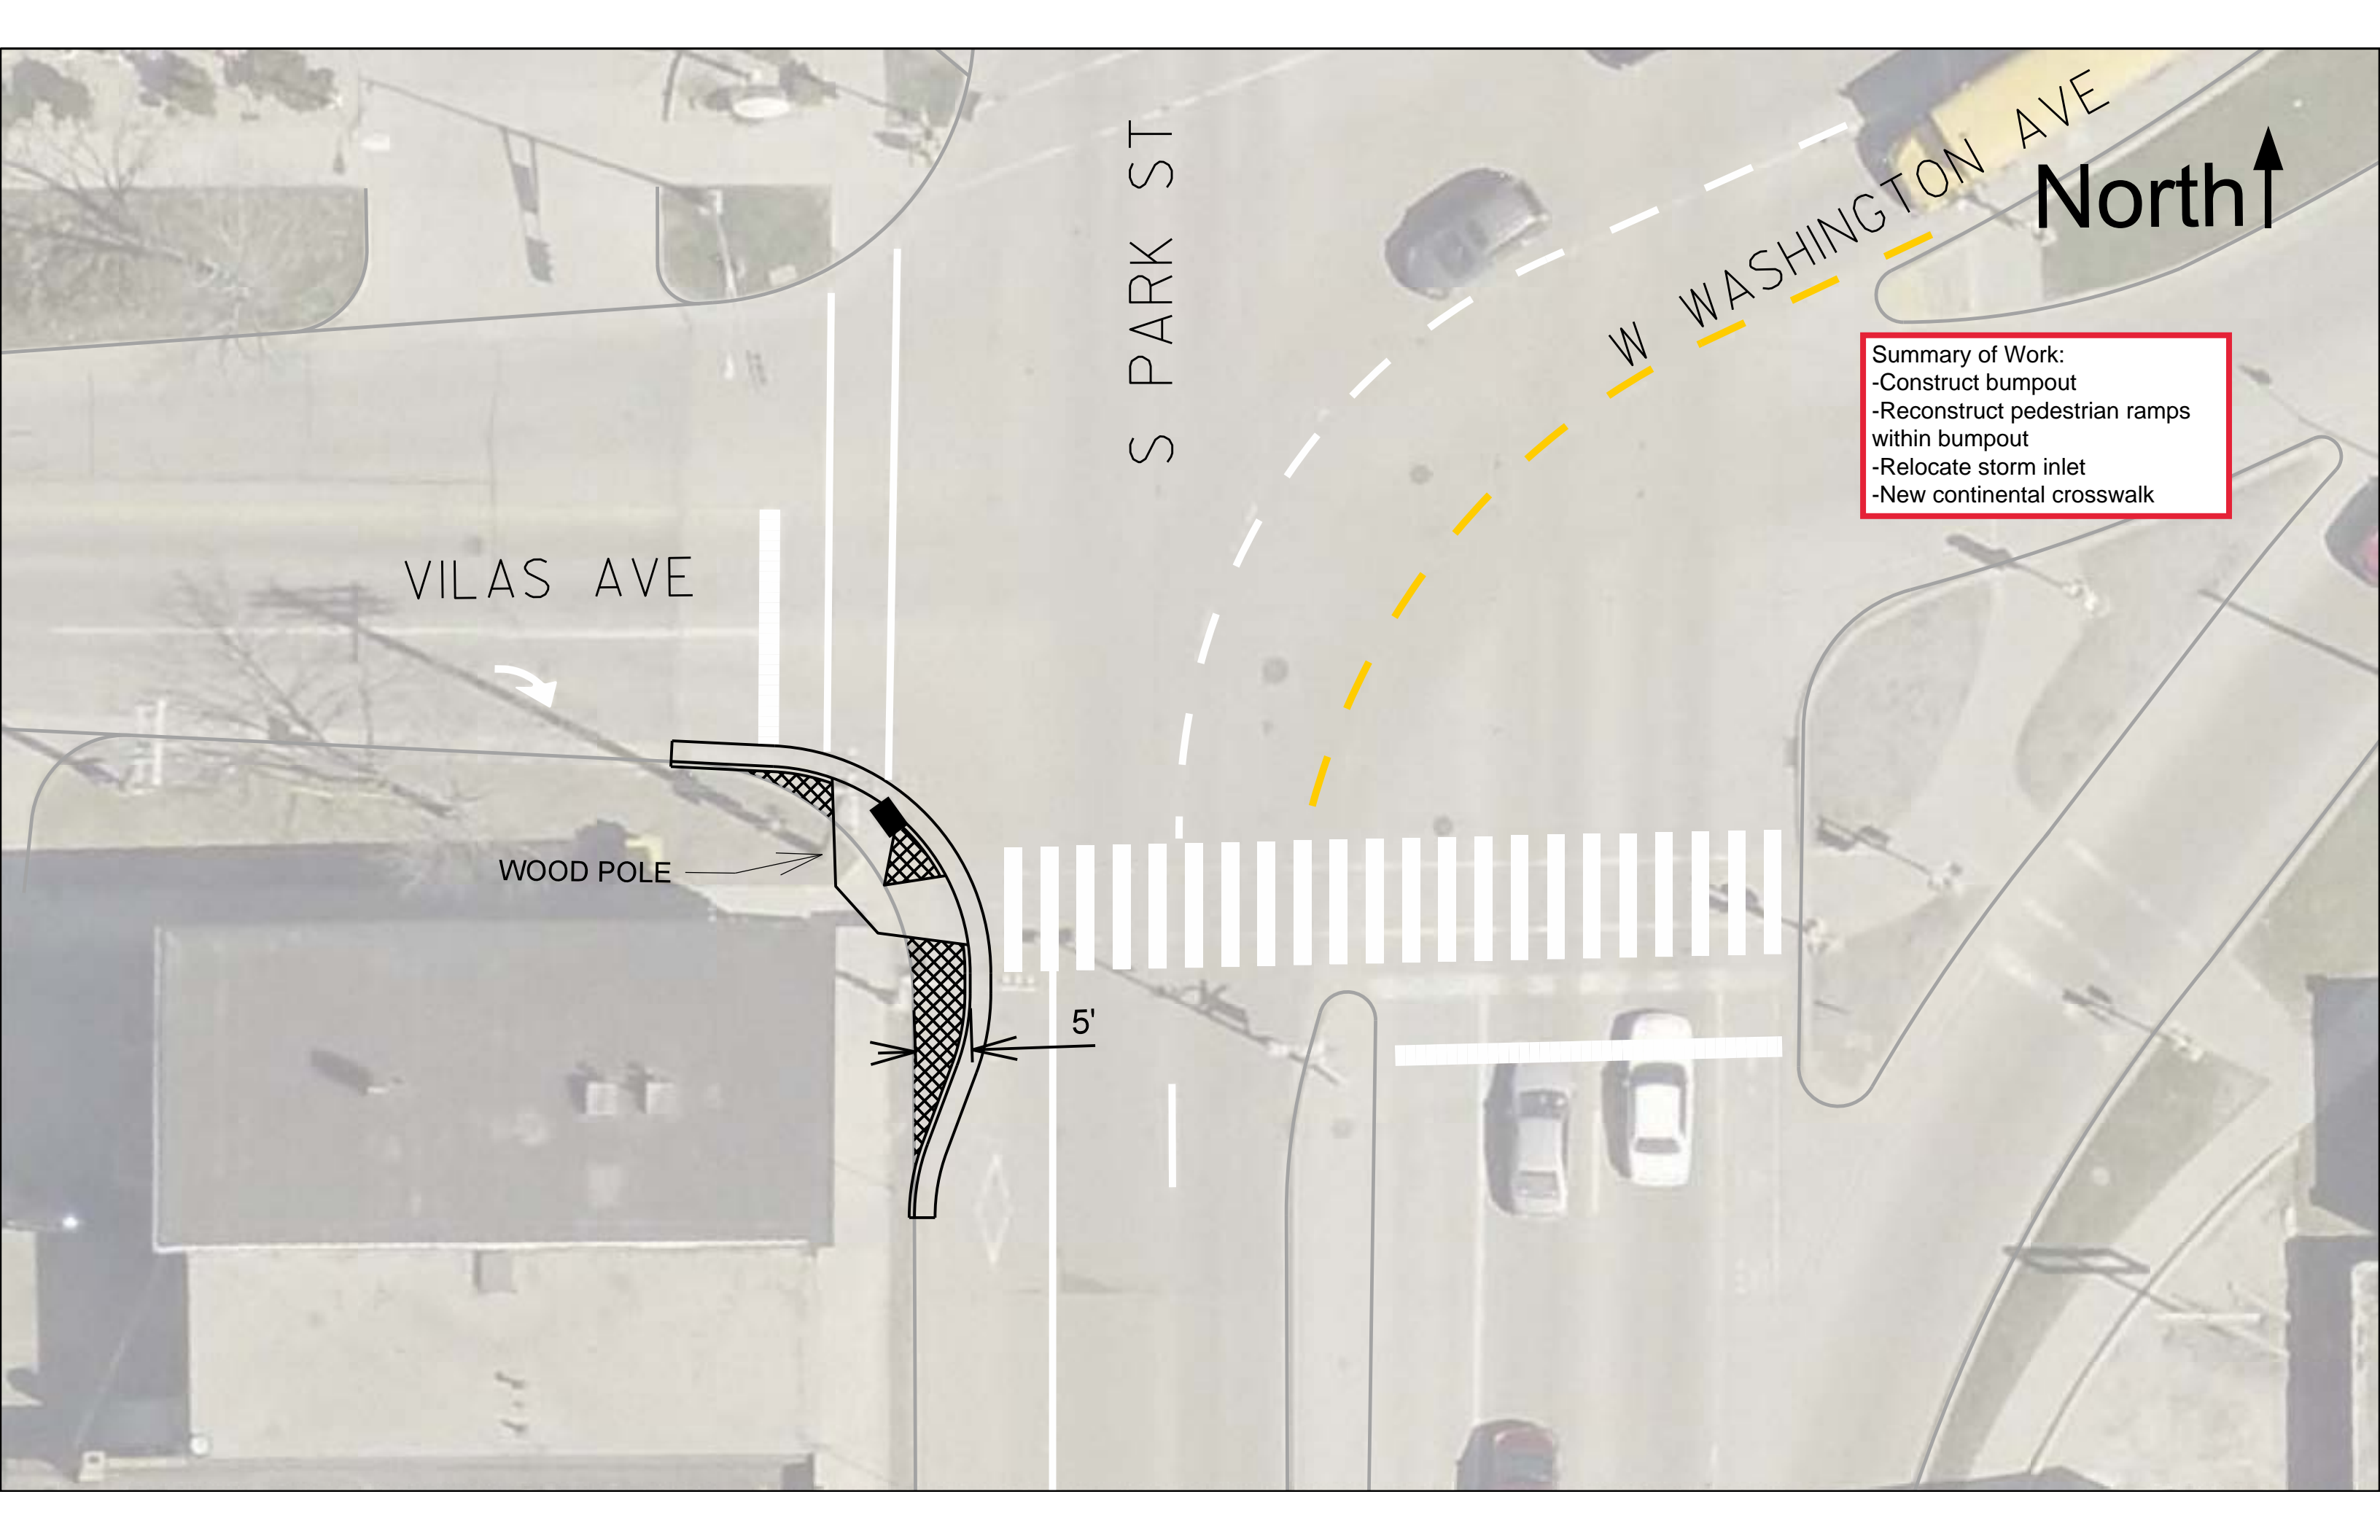 S PARK ST
W WASHINGTON AVE
North
Summary of Work:
-Construct bumpout
-Reconstruct pedestrian ramps
within bumpout
-Relocate storm inlet
-New continental crosswalk
VILAS AVE
WOOD POLE
5'